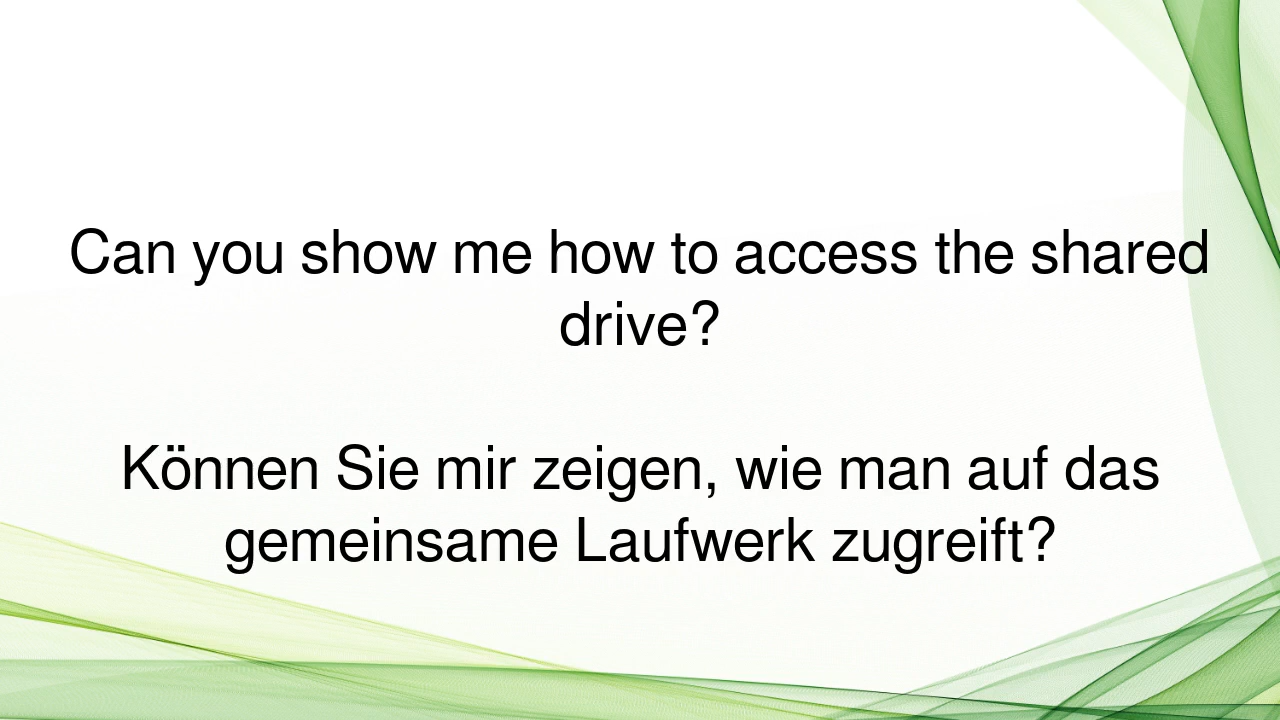 Can you show me how to access the shared
drive?
Können Sie mir zeigen, wie man auf das
gemeinsame Laufwerk zugreift?